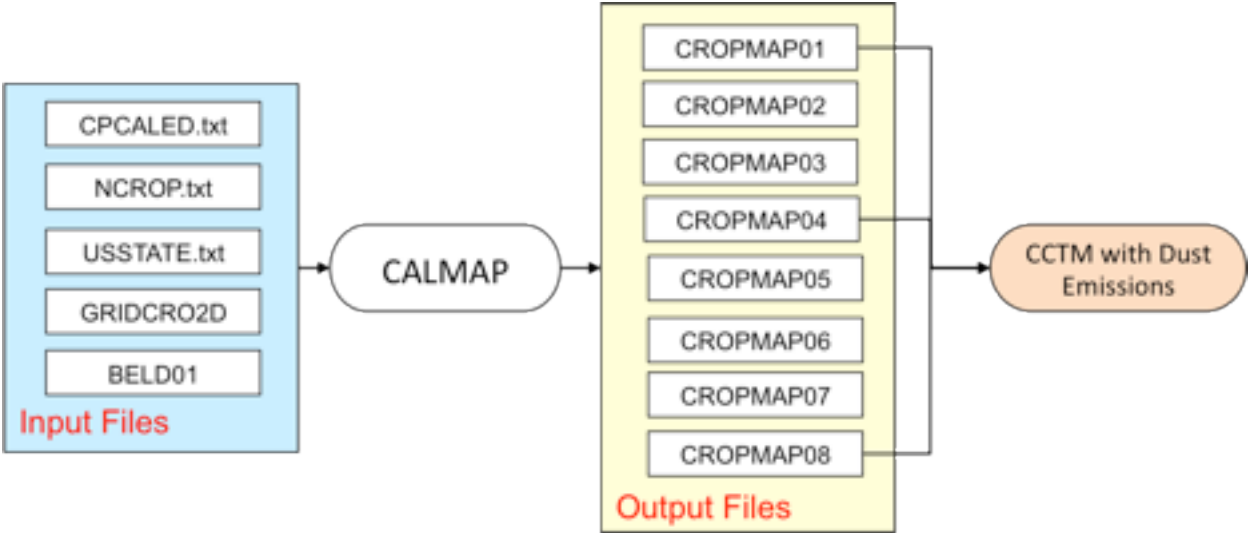 CPCALED.txt
NCROP.txt
USSTATE.txt
GRIDCRO2D
BELD01
Input Files
CALMAP
CROPMAP01
CROPMAP02
CROPMAP03
CROPMAP04
CROPMAP05
CROPMAP06
CROPMAP07
CROPMAP08
Output Files
CCTM with Dust
Emissions